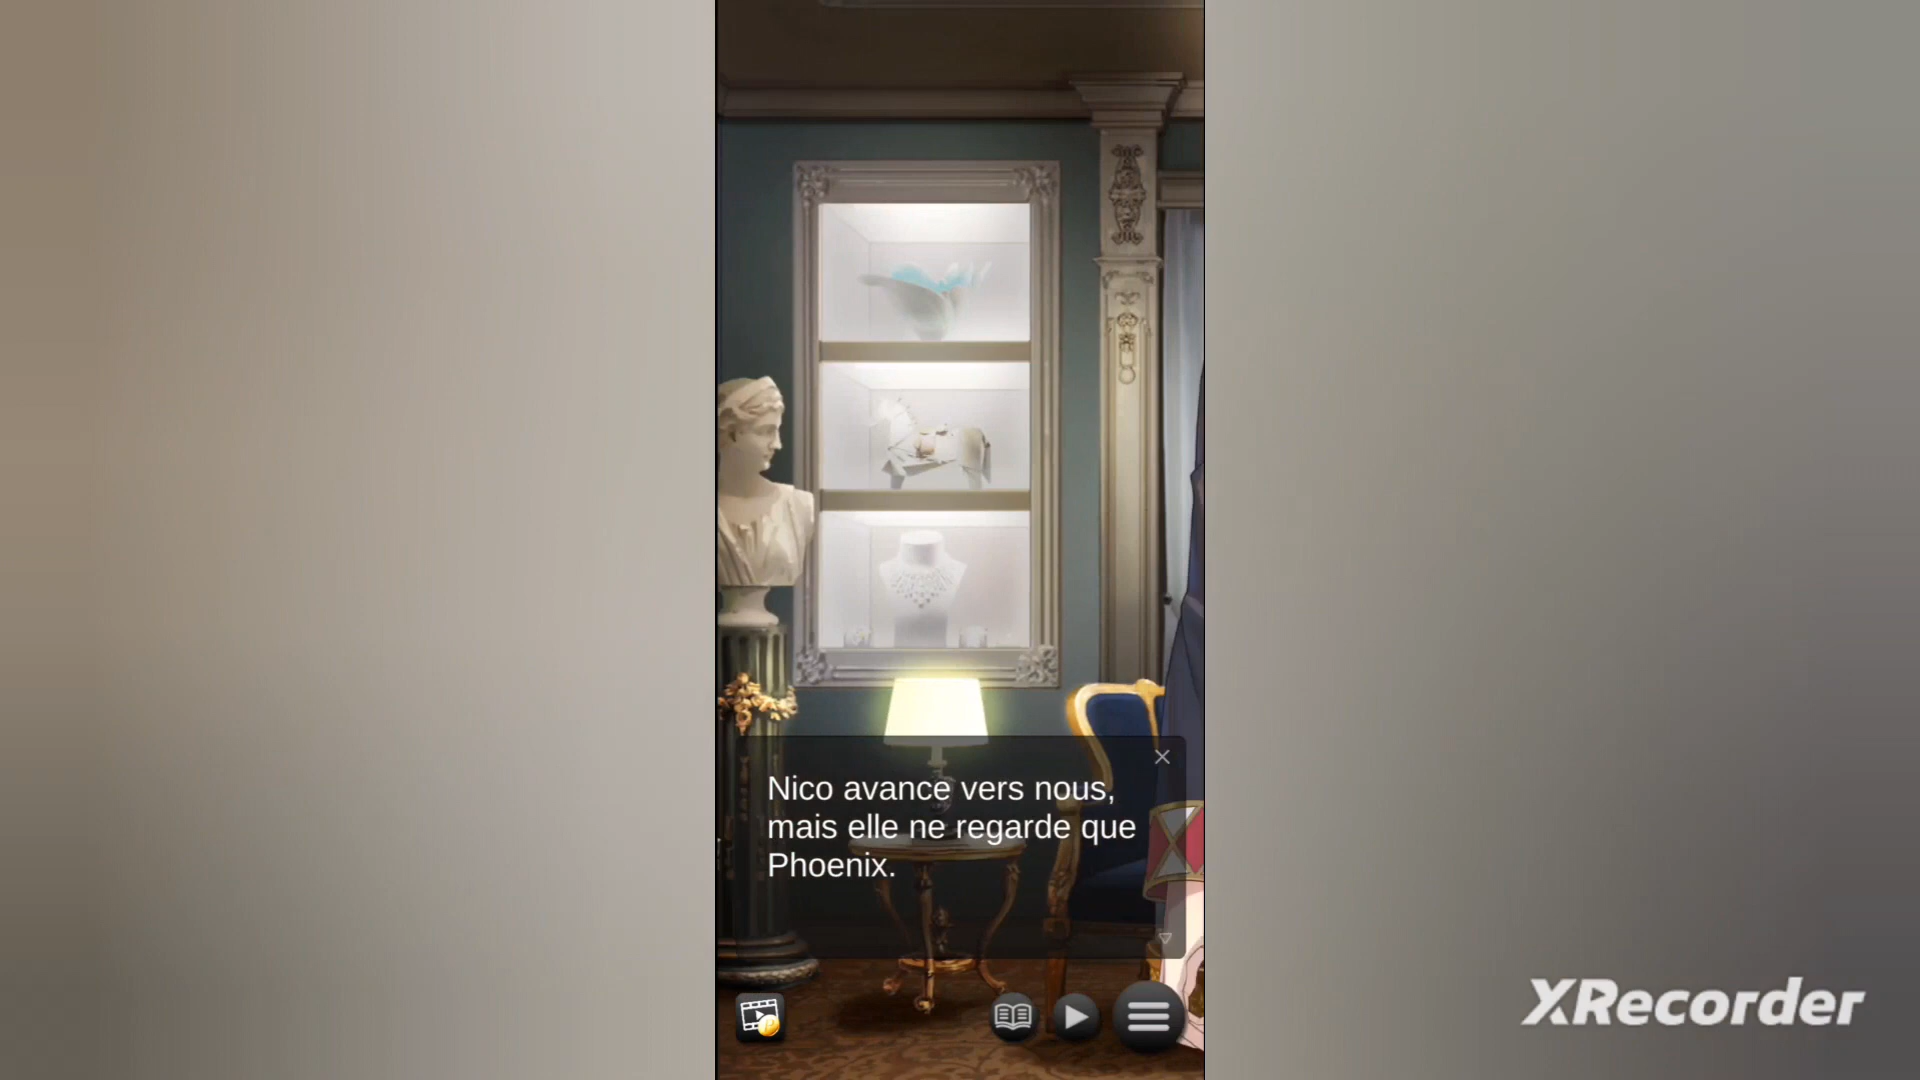 Nico avance vers nous,
mais elle ne regarde que
Phoenix.
XRecorder